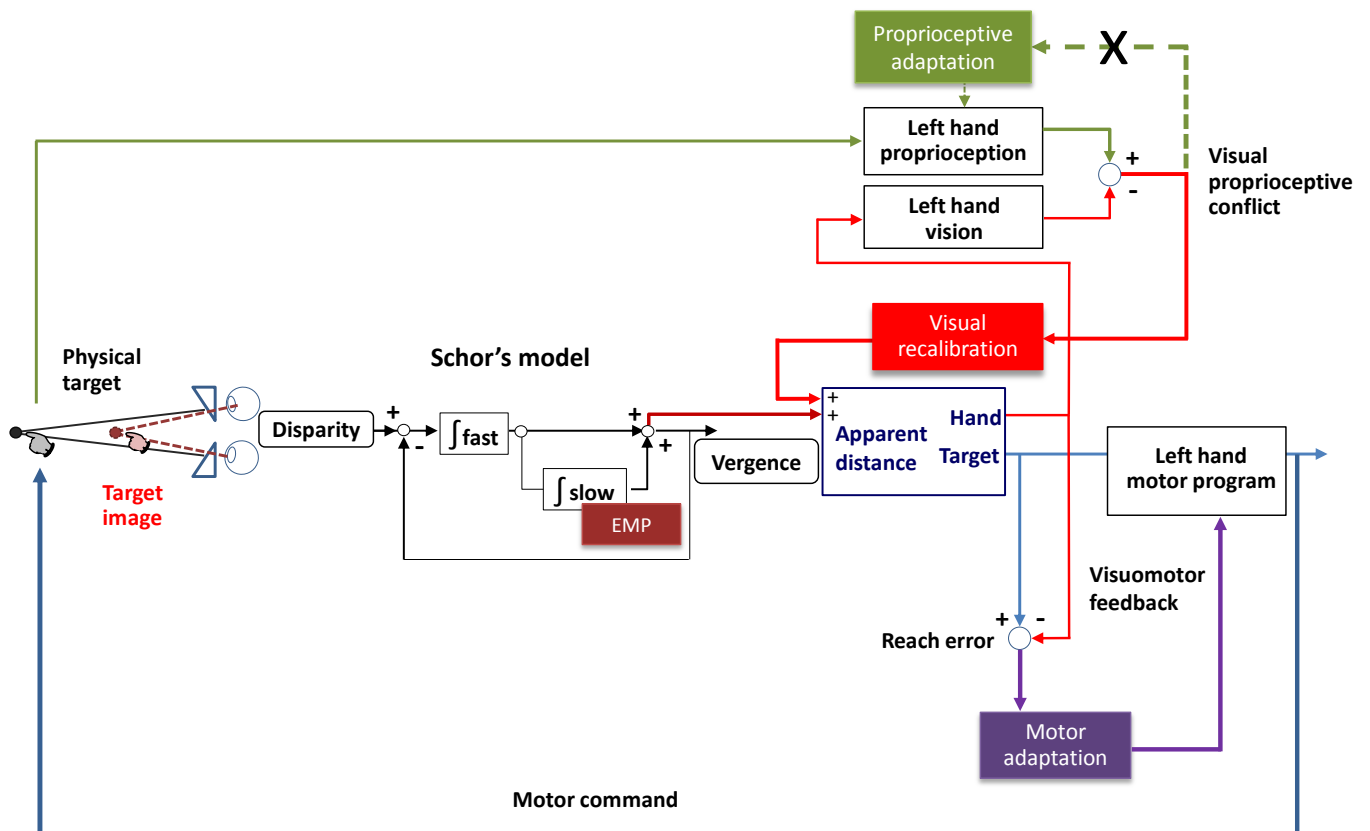 Proprioceptive
adaptation
X
Left hand
proprioception
+
-
Visual
proprioceptive
conflict
Left hand
vision
Visual
recalibration
Physical
target
Schor's model
Target
image
Disparity
+
-
∫fast
+
+
∫slow
EMP
Vergence
+
+
Apparent
distance
Hand
Target
Left hand
motor program
Visuomotor
feedback
+ -
Reach error
Motor
adaptation
Motor command